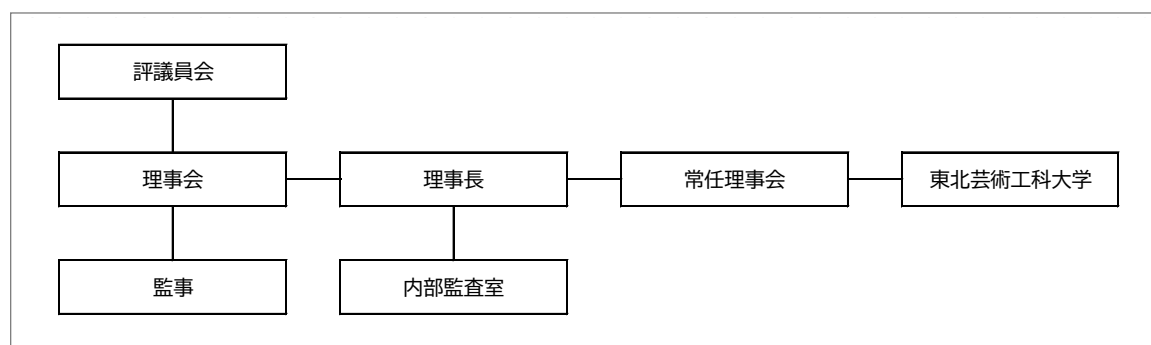 評議員会
理事会
理事長
常任理事会
東北芸術工科大学
監事
内部監査室